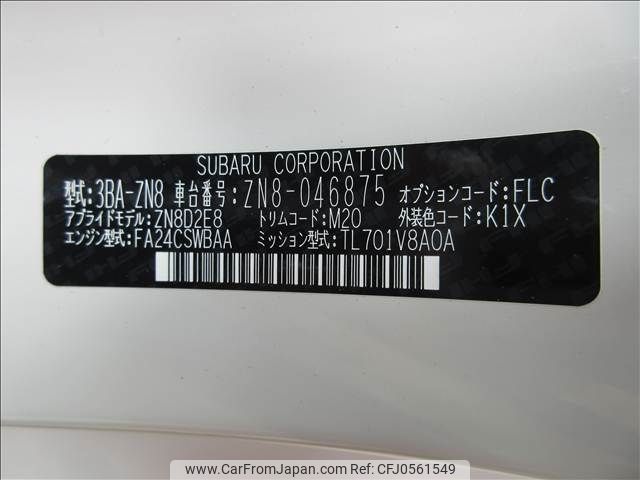 SUBARU CORPORATION
型式:3BA-ZN8 車台番号:ZN8-046875 オプションコード:FLC
アプライドモデル:ZN8D2E8 トリムコード:M20 外装色コード:K1X
エンジン型式:FA24CSWBAA ミッション型式:TL701V8A0A
© CarFromJapan.com - CFJ90561549